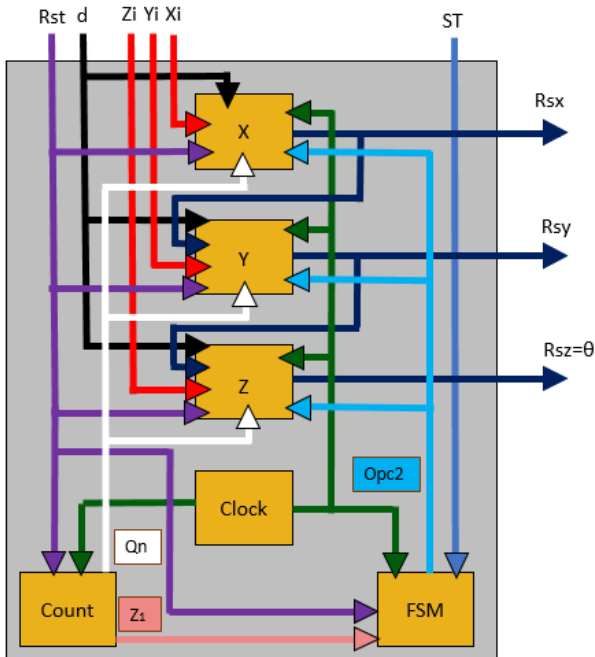 Rst d Zi Yi Xi ST
X
Rsx
Y
Rsy
Z
Rsz=θ
Opc2
Clock
Qn
Count
Z₁
FSM